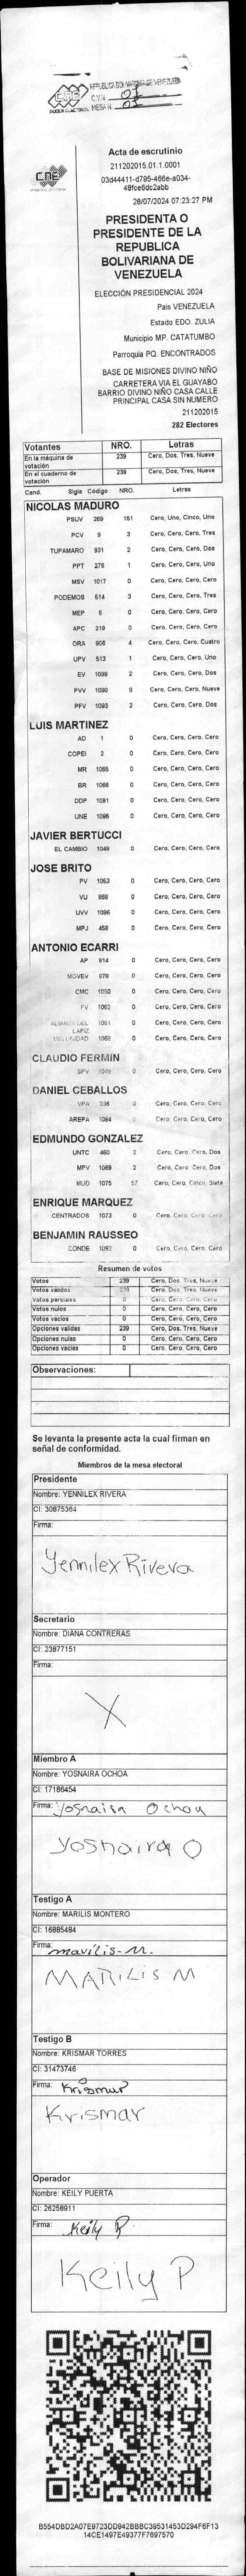 REPÚBLICA BOLIVARIANA DE VENEZUELA
CNE
C.V.N. 01
PODER ELECTORAL MESA N. 01
CNE
Acta de escrutinio
211202015.01.1.0001
03d44411-d795-466e-a034-
48fce6dc2abb
28/07/2024 07:23:27 PM
PRESIDENTA O
PRESIDENTE DE LA
REPUBLICA
BOLIVARIANA DE
VENEZUELA
ELECCIÓN PRESIDENCIAL 2024
País VENEZUELA
Estado EDO. ZULIA
Municipio MP. CATATUMBO
Parroquia PQ. ENCONTRADOS
BASE DE MISIONES DIVINO NIÑO
CARRETERA VIA EL GUAYABO
BARRIO DIVINO NIÑO CASA CALLE
PRINCIPAL CASA SIN NUMERO
211202015
282 Electores
Votantes NRO. Letras
En la máquina de votación 239 Cero, Dos, Tres, Nueve
En el cuaderno de votación 239 Cero, Dos, Tres, Nueve
Cand. Sigla Código NRO. Letras
NICOLAS MADURO
PSUV 269 151 Cero, Uno, Cinco, Uno
PCV 9 3 Cero, Cero, Cero, Tres
TUPAMARO 931 2 Cero, Cero, Cero, Dos
PPT 275 1 Cero, Cero, Cero, Uno
MSV 1017 0 Cero, Cero, Cero, Cero
PODEMOS 514 3 Cero, Cero, Cero, Tres
MEP 6 0 Cero, Cero, Cero, Cero
APC 219 0 Cero, Cero, Cero, Cero
ORA 906 4 Cero, Cero, Cero, Cuatro
UPV 513 1 Cero, Cero, Cero, Uno
EV 1089 2 Cero, Cero, Cero, Dos
PVV 1090 9 Cero, Cero, Cero, Nueve
PFV 1093 2 Cero, Cero, Cero, Dos
LUIS MARTINEZ
AD 1 0 Cero, Cero, Cero, Cero
COPEI 2 0 Cero, Cero, Cero, Cero
MR 1065 0 Cero, Cero, Cero, Cero
BR 1066 0 Cero, Cero, Cero, Cero
DDP 1091 0 Cero, Cero, Cero, Cero
UNE 1096 0 Cero, Cero, Cero, Cero
JAVIER BERTUCCI
EL CAMBIO 1048 0 Cero, Cero, Cero, Cero
JOSE BRITO
PV 1053 0 Cero, Cero, Cero, Cero
VU 868 0 Cero, Cero, Cero, Cero
UVV 1096 0 Cero, Cero, Cero, Cero
MPJ 458 0 Cero, Cero, Cero, Cero
ANTONIO ECARRI
AP 814 0 Cero, Cero, Cero, Cero
MOVEV 878 0 Cero, Cero, Cero, Cero
CMC 1050 0 Cero, Cero, Cero, Cero
FV 1062 0 Cero, Cero, Cero, Cero
ALIANZA DEL LAPIZ 1051 0 Cero, Cero, Cero, Cero
MIN UNIDAD 1068 0 Cero, Cero, Cero, Cero
CLAUDIO FERMIN
SPV 1049 0 Cero, Cero, Cero, Cero
DANIEL CEBALLOS
VPA 236 0 Cero, Cero, Cero, Cero
AREPA 1094 0 Cero, Cero, Cero, Cero
EDMUNDO GONZALEZ
UNTC 460 2 Cero, Cero, Cero, Dos
MPV 1069 2 Cero, Cero, Cero, Dos
MUD 1075 57 Cero, Cero, Cinco, Siete
ENRIQUE MARQUEZ
CENTRADOS 1073 0 Cero, Cero, Cero, Cero
BENJAMIN RAUSSEO
CONDE 1092 0 Cero, Cero, Cero, Cero
Resumen de votos
Votos 239 Cero, Dos, Tres, Nueve
Votos validos 239 Cero, Dos, Tres, Nueve
Votos parciales 0 Cero, Cero, Cero, Cero
Votos nulos 0 Cero, Cero, Cero, Cero
Votos vacios 0 Cero, Cero, Cero, Cero
Opciones validas 239 Cero, Dos, Tres, Nueve
Opciones nulas 0 Cero, Cero, Cero, Cero
Opciones vacias 0 Cero, Cero, Cero, Cero
Observaciones:
Se levanta la presente acta la cual firman en
señal de conformidad.
Miembros de la mesa electoral
Presidente
Nombre: YENNILEX RIVERA
CI: 30875364
Firma:
Yennilex Rivera
Secretario
Nombre: DIANA CONTRERAS
CI: 23877151
Firma:
X
Miembro A
Nombre: YOSNAIRA OCHOA
CI: 17186454
Firma: Yosnaira Ochoa
Yosnaira O
Testigo A
Nombre: MARILIS MONTERO
CI: 16885484
Firma: marilis-M.
MARILIS M
Testigo B
Nombre: KRISMAR TORRES
CI: 31473746
Firma: Krismar
Krismar
Operador
Nombre: KEILY PUERTA
CI: 26258911
Firma: Keily P.
Keily P
B554DBD2A07E9723DD942BBBC39531453D294F6F13
14CE1497E49377F7697570